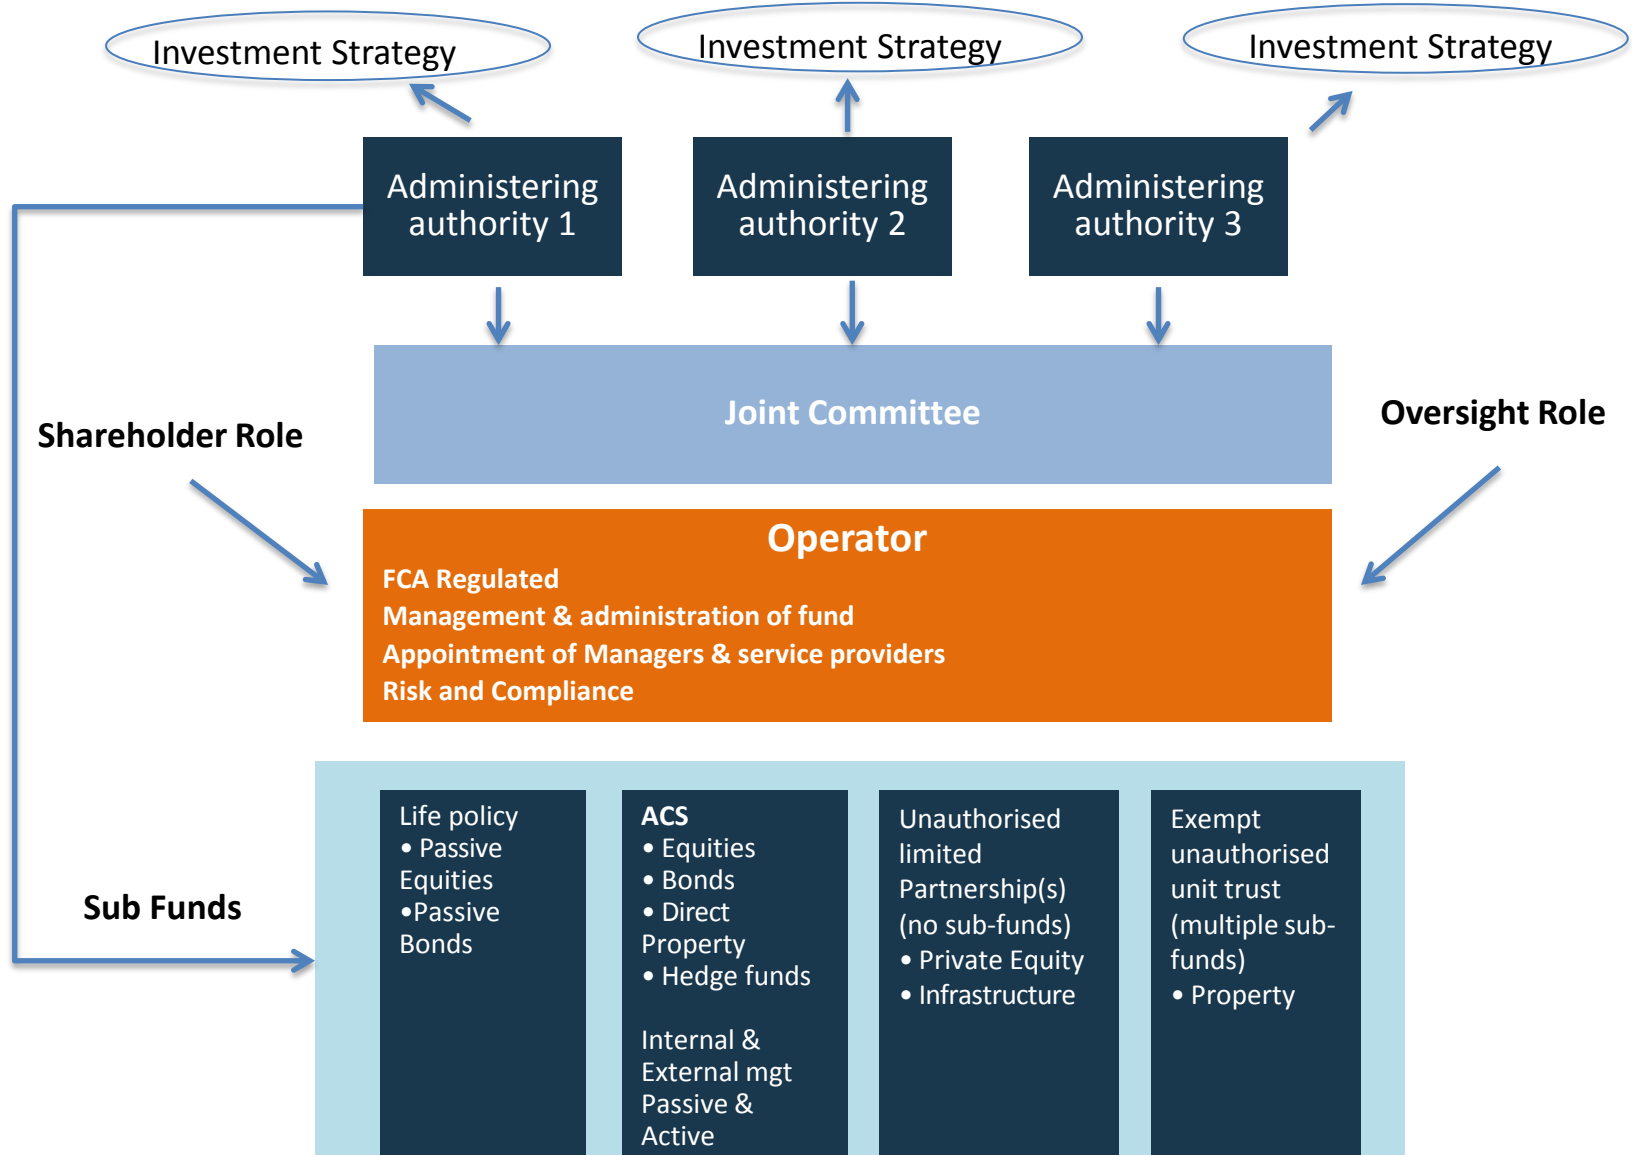 Investment Strategy
Investment Strategy
Investment Strategy
Administering
authority 1
Administering
authority 2
Administering
authority 3
Joint Committee
Shareholder Role
Oversight Role
Operator
FCA Regulated
Management & administration of fund
Appointment of Managers & service providers
Risk and Compliance
Sub Funds
Life policy
• Passive
Equities
•Passive
Bonds
ACS
• Equities
• Bonds
• Direct
Property
• Hedge funds
Internal &
External mgt
Passive &
Active
Unauthorised
limited
Partnership(s)
(no sub-funds)
• Private Equity
• Infrastructure
Exempt
unauthorised
unit trust
(multiple sub-
funds)
• Property